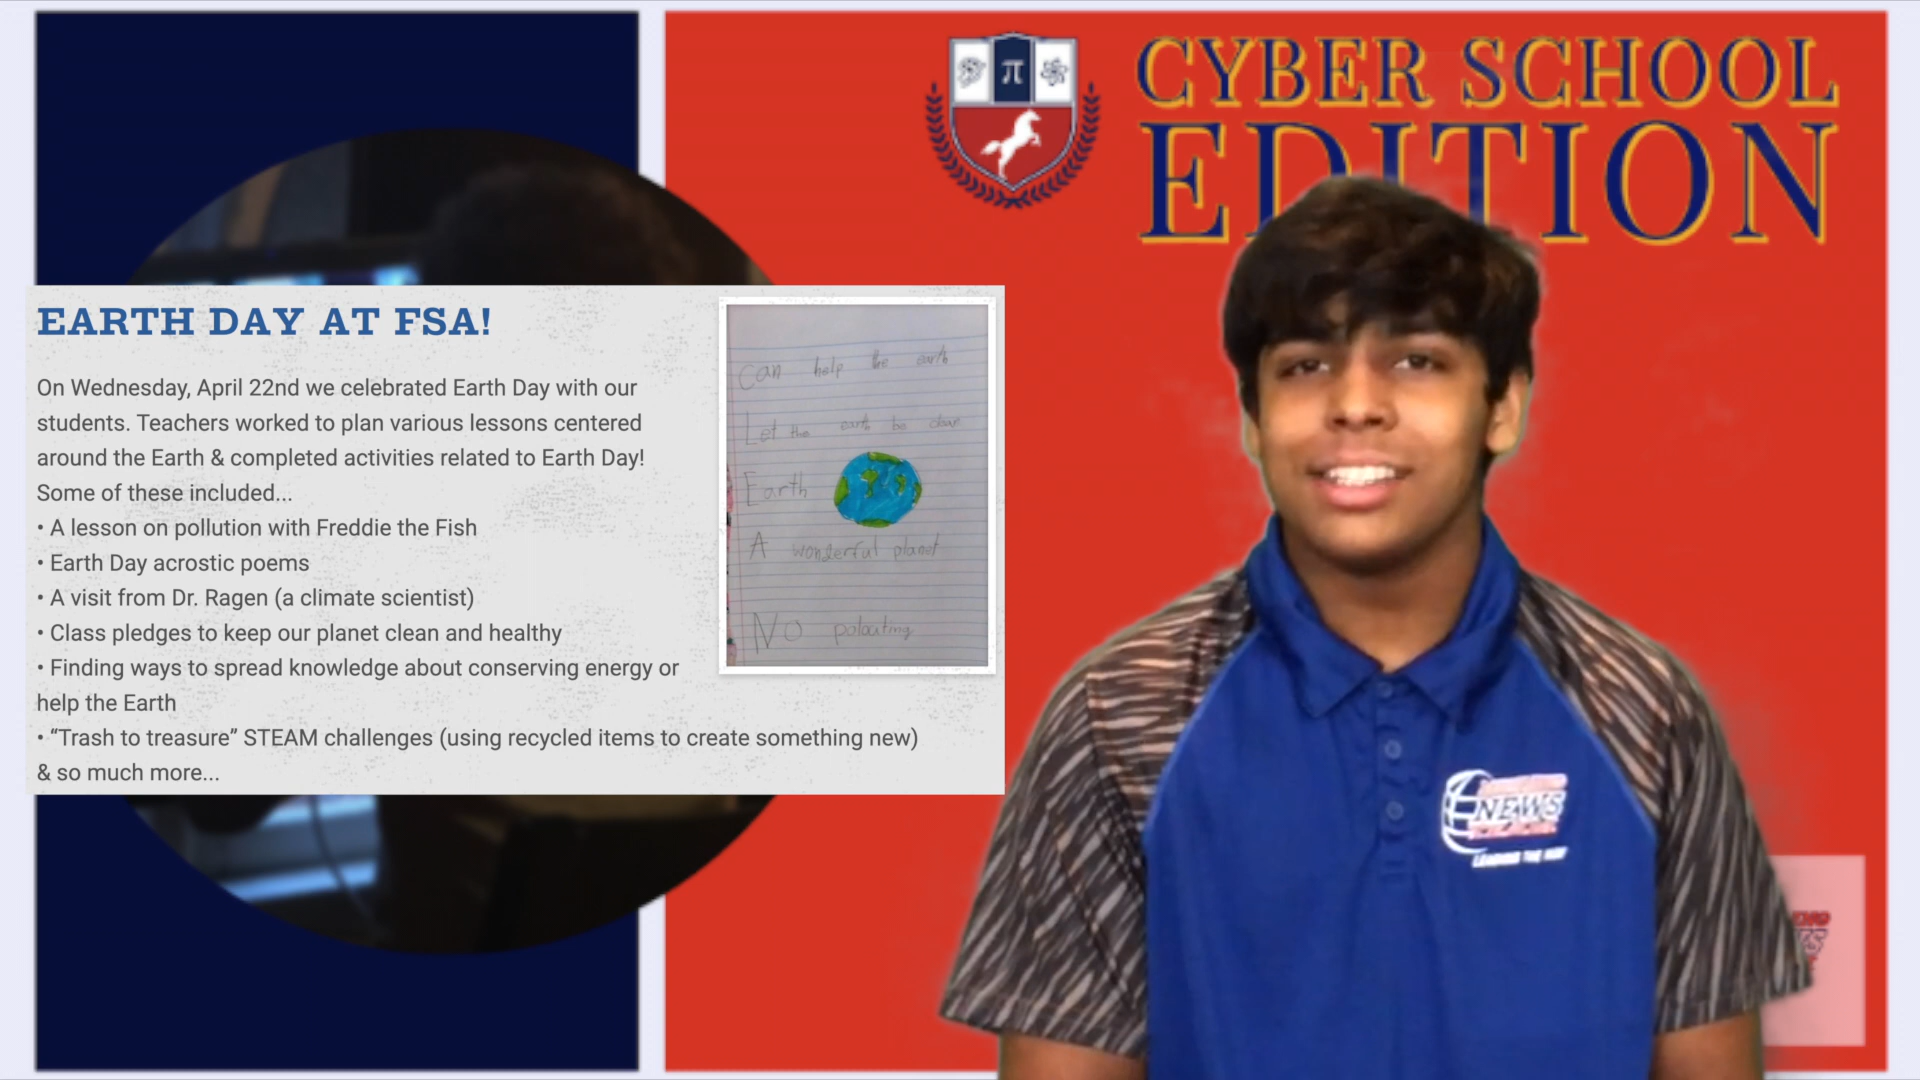 CYBER SCHOOL
EDITION
π
EARTH DAY AT FSA!
On Wednesday, April 22nd we celebrated Earth Day with our
students. Teachers worked to plan various lessons centered
around the Earth & completed activities related to Earth Day!
Some of these included...
• A lesson on pollution with Freddie the Fish
• Earth Day acrostic poems
• A visit from Dr. Ragen (a climate scientist)
• Class pledges to keep our planet clean and healthy
• Finding ways to spread knowledge about conserving energy or
help the Earth
• “Trash to treasure” STEAM challenges (using recycled items to create something new)
& so much more...
Can help the earth
Let the earth be clean
Earth
A wonderful planet
No polouting
NEWS
LEADING THE WAY